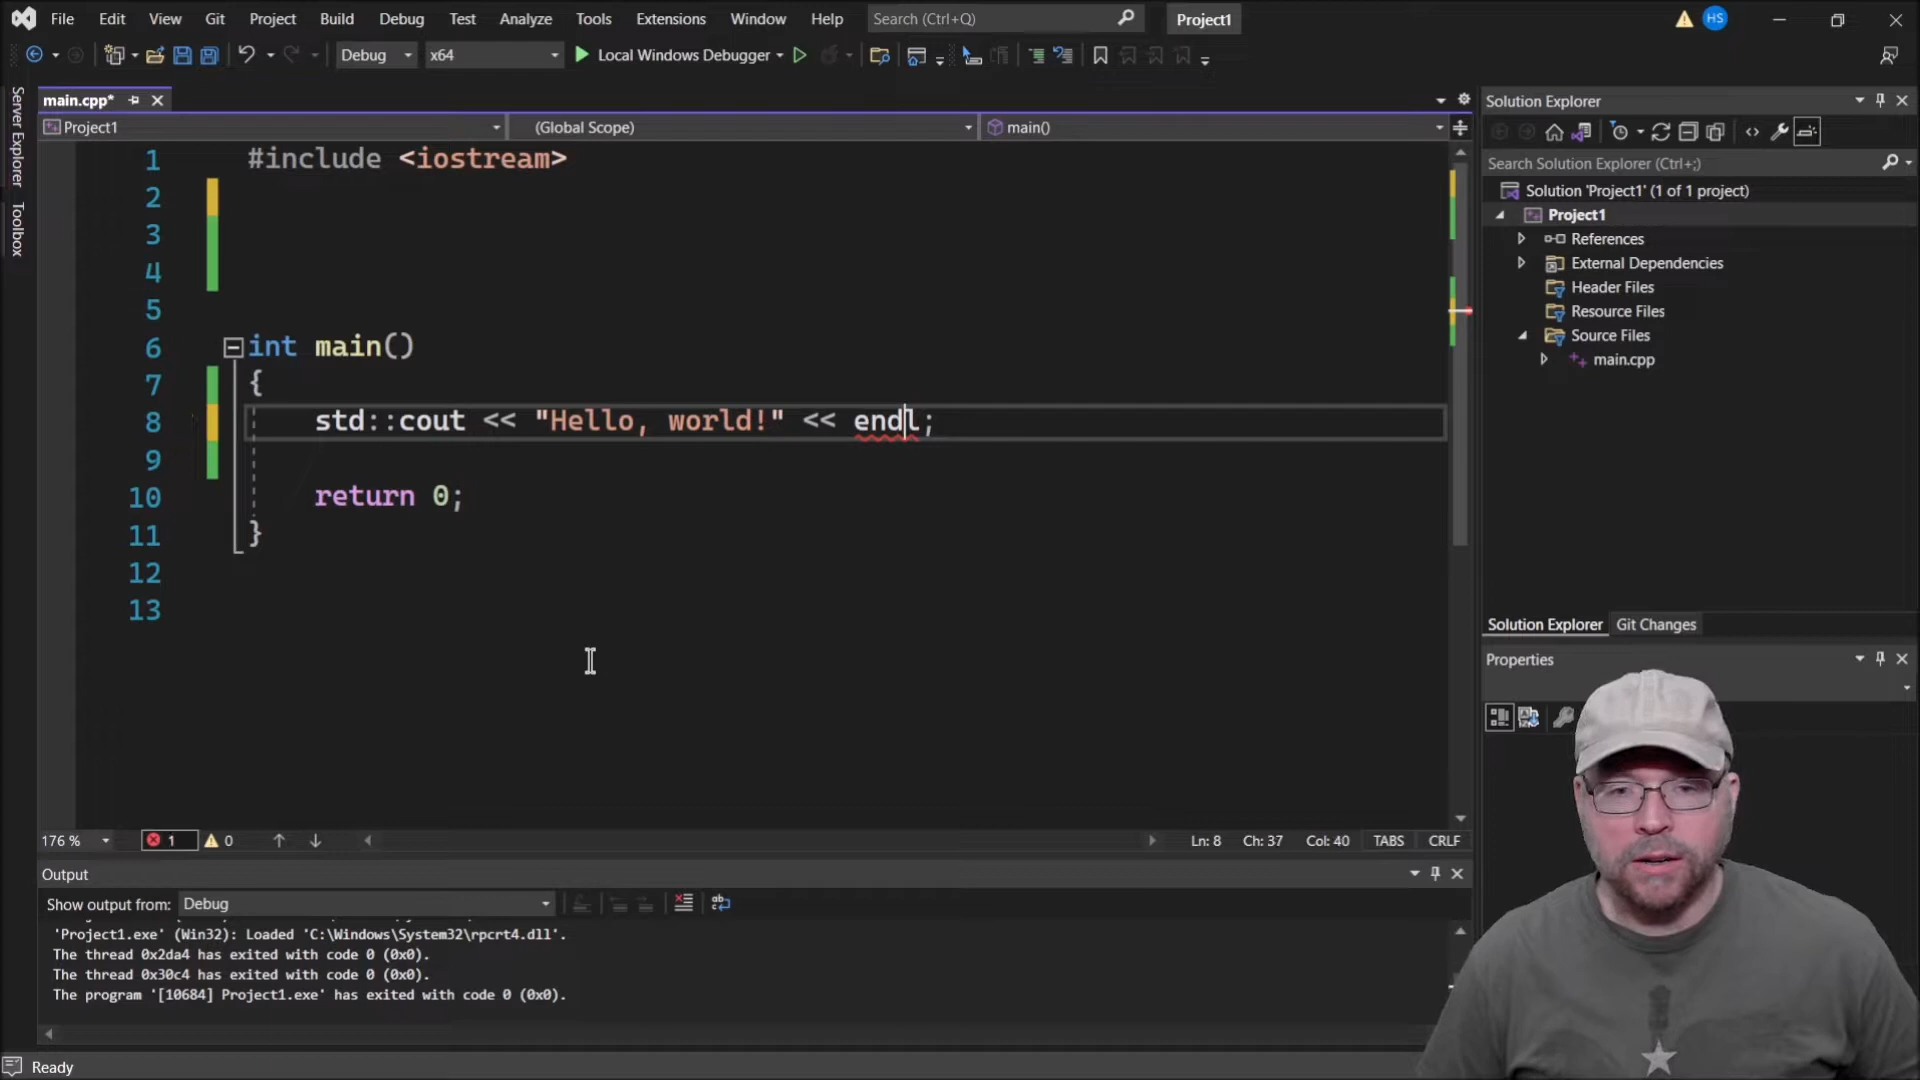 File Edit View Git Project Build Debug Test Analyze Tools Extensions Window Help Search (Ctrl+Q) Project1 HS
Debug x64 Local Windows Debugger
Server Explorer
Toolbox
main.cpp*
Project1 (Global Scope) main()
1 #include <iostream>
2
3
4
5
6 int main()
7 {
8 std::cout << "Hello, world!" << endl;
9
10 return 0;
11 }
12
13
176 % 1 0 Ln: 8 Ch: 37 Col: 40 TABS CRLF
Output
Show output from: Debug
'Project1.exe' (Win32): Loaded 'C:\Windows\System32\rpcrt4.dll'.
The thread 0x2da4 has exited with code 0 (0x0).
The thread 0x30c4 has exited with code 0 (0x0).
The program '[10684] Project1.exe' has exited with code 0 (0x0).
Ready
Solution Explorer
Search Solution Explorer (Ctrl+;)
Solution 'Project1' (1 of 1 project)
Project1
References
External Dependencies
Header Files
Resource Files
Source Files
main.cpp
Solution Explorer Git Changes
Properties